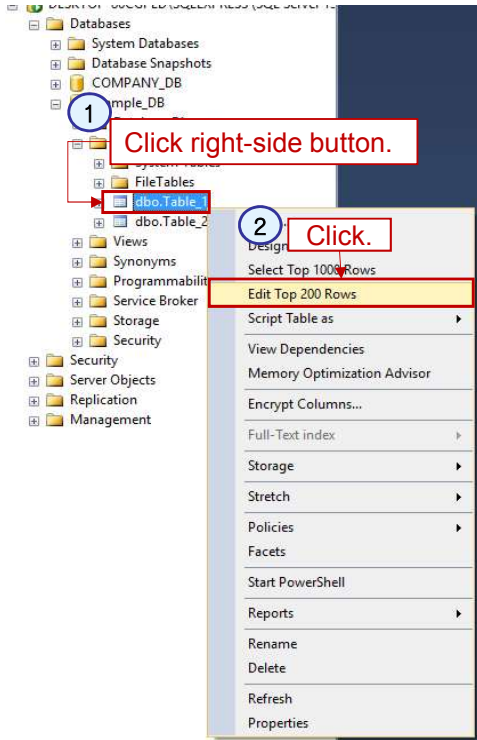 Databases
System Databases
Database Snapshots
COMPANY_DB
1
mple_DB
Click right-side button.
FileTables
dbo.Table_1
dbo.Table_2
2
Click.
Design
Views
Synonyms
Select Top 1000 Rows
Programmabilit
Edit Top 200 Rows
Service Broker
Script Table as
Storage
Security
View Dependencies
Security
Memory Optimization Advisor
Server Objects
Replication
Encrypt Columns...
Management
Full-Text index
Storage
Stretch
Policies
Facets
Start PowerShell
Reports
Rename
Delete
Refresh
Properties